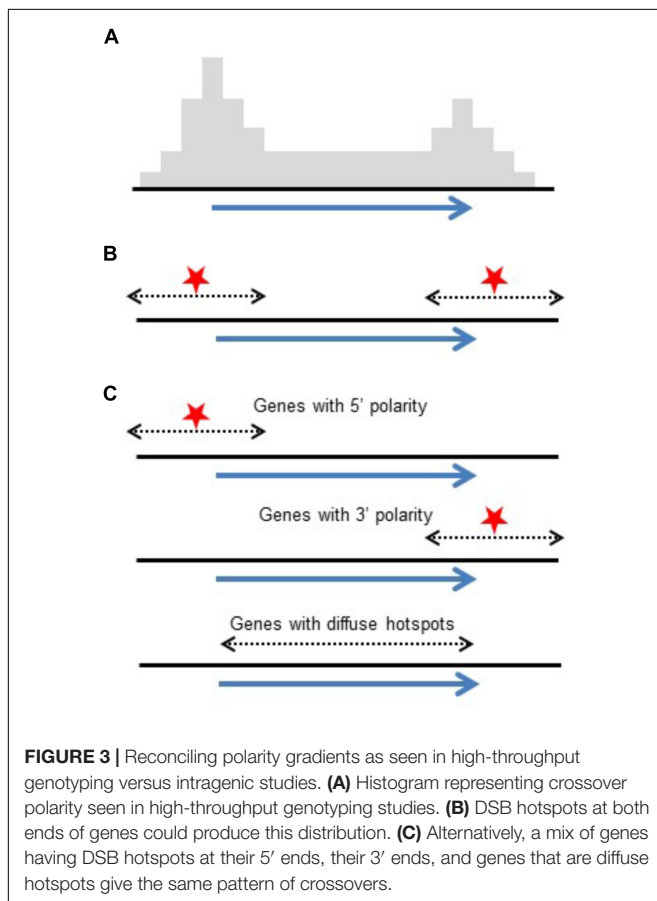 A
B
C
Genes with 5' polarity
Genes with 3' polarity
Genes with diffuse hotspots
FIGURE 3 | Reconciling polarity gradients as seen in high-throughput
genotyping versus intragenic studies. (A) Histogram representing crossover
polarity seen in high-throughput genotyping studies. (B) DSB hotspots at both
ends of genes could produce this distribution. (C) Alternatively, a mix of genes
having DSB hotspots at their 5′ ends, their 3′ ends, and genes that are diffuse
hotspots give the same pattern of crossovers.